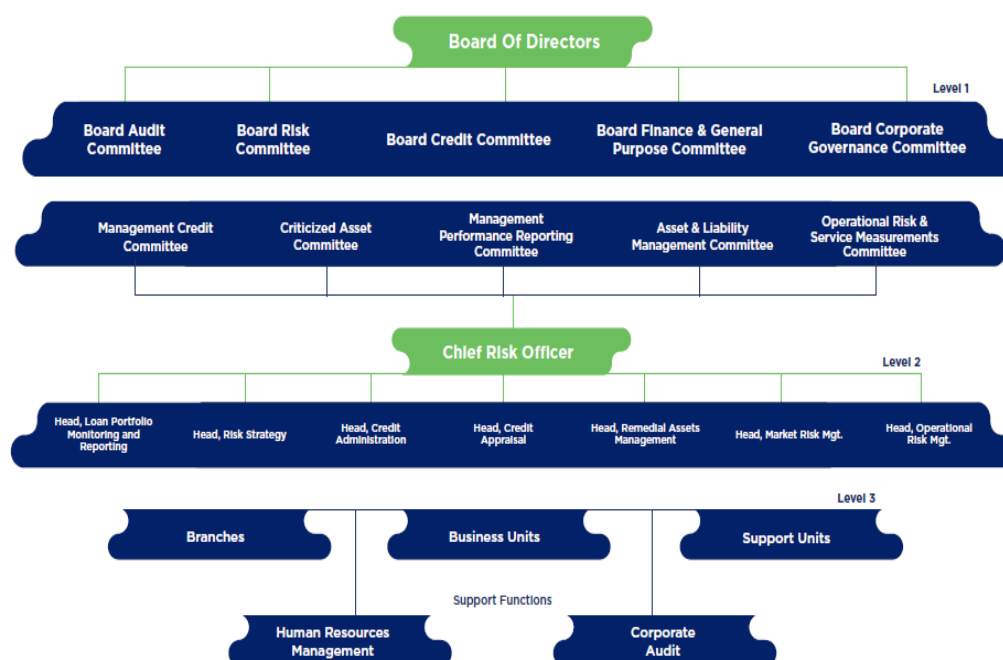 Board Of Directors
Level 1
Board Audit
Committee
Board Risk
Committee
Board Credit Committee
Board Finance & General
Purpose Committee
Board Corporate
Governance Committee
Management Credit
Committee
Criticized Asset
Committee
Management
Performance Reporting
Committee
Asset & Liability
Management Committee
Operational Risk &
Service Measurements
Committee
Chief Risk Officer
Level 2
Head, Loan Portfolio
Monitoring and
Reporting
Head, Risk Strategy
Head, Credit
Administration
Head, Credit
Appraisal
Head, Remedial Assets
Management
Head, Market Risk Mgt.
Head, Operational
Risk Mgt.
Level 3
Branches
Business Units
Support Units
Support Functions
Human Resources
Management
Corporate
Audit